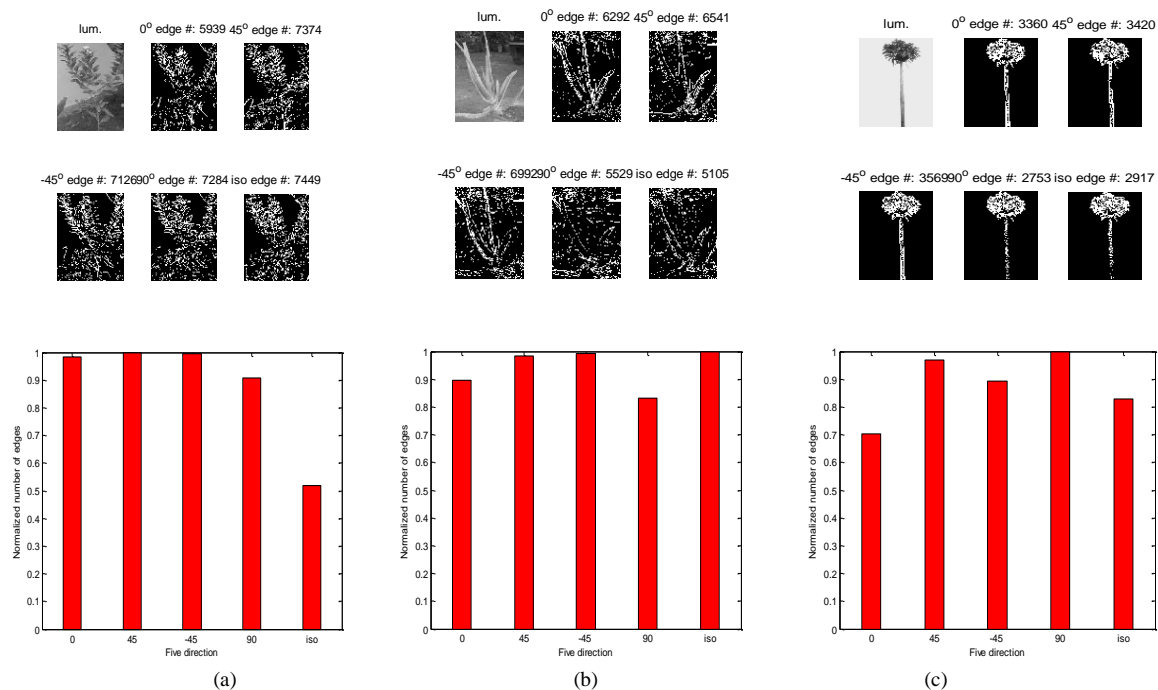 lum. 0° edge #: 5939 45° edge #: 7374
-45° edge #: 712690° edge #: 7284 iso edge #: 7449
1
0.9
0.8
0.7
0.6
0.5
0.4
0.3
0.2
0.1
0
Normalized number of edges
0 45 -45 90 iso
Five direction
(a)
lum. 0° edge #: 6292 45° edge #: 6541
-45° edge #: 699290° edge #: 5529 iso edge #: 5105
1
0.9
0.8
0.7
0.6
0.5
0.4
0.3
0.2
0.1
0
Normalized number of edges
0 45 -45 90 iso
Five direction
(b)
lum. 0° edge #: 3360 45° edge #: 3420
-45° edge #: 356990° edge #: 2753 iso edge #: 2917
1
0.9
0.8
0.7
0.6
0.5
0.4
0.3
0.2
0.1
0
Normalized number of edges
0 45 -45 90 iso
Five direction
(c)